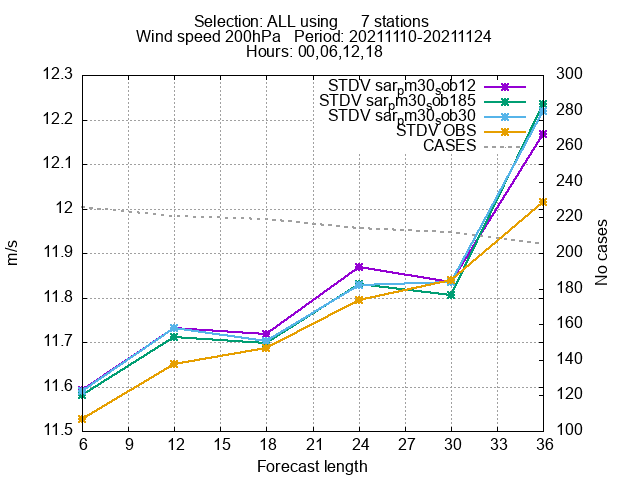 Selection: ALL using 7 stations
Wind speed 200hPa Period: 20211110-20211124
Hours: 00,06,12,18
12.3
12.2
12.1
12
11.9
11.8
11.7
11.6
11.5
m/s
STDV sarpm30sob12
STDV sarpm30sob185
STDV sarpm30sob30
STDV OBS
CASES
300
280
260
240
220
200
180
160
140
120
100
No cases
6 9 12 15 18 21 24 27 30 33 36
Forecast length